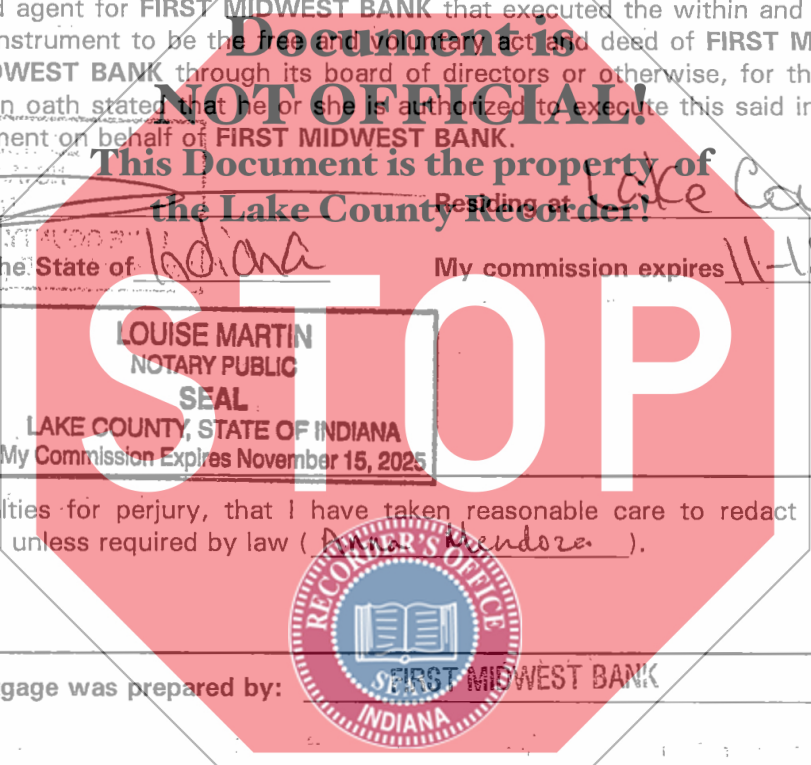 d agent for FIRST MIDWEST BANK that executed the within and
nstrument to be the free and voluntary act and deed of FIRST M
DWEST BANK through its board of directors or otherwise, for th
n oath stated that he or she is authorized to execute this said i
ment on behalf of FIRST MIDWEST BANK.
Document is
NOT OFFICIAL!
This Document is the property of
the Lake County Recorder!
Residing at Lake Cou
he State of Indiana My commission expires 11-1
STOP
LOUISE MARTIN
NOTARY PUBLIC
SEAL
LAKE COUNTY, STATE OF INDIANA
My Commission Expires November 15, 2025
lties for perjury, that I have taken reasonable care to redact
unless required by law ( Anna Mendoza ).
RECORDER'S OFFICE
SEAL
INDIANA
gage was prepared by: FIRST MIDWEST BANK